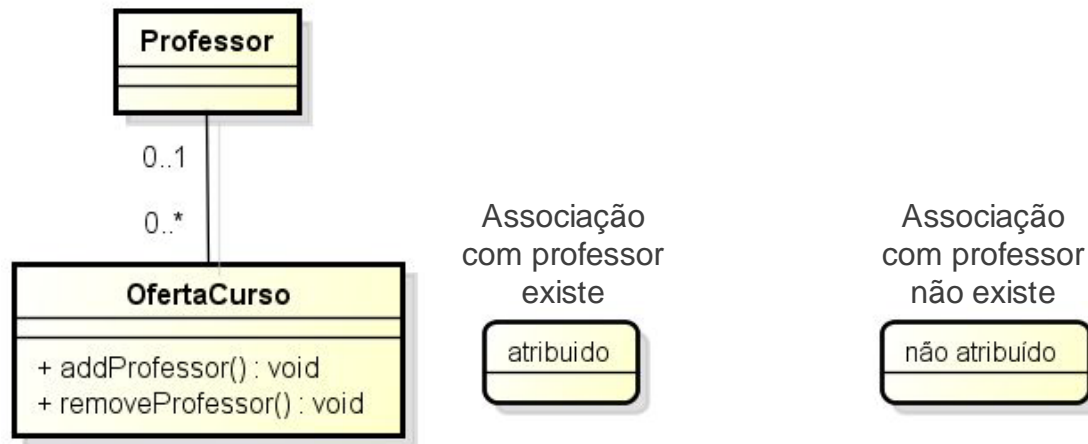 Professor
0..1
0..*
OfertaCurso
+ addProfessor() : void
+ removeProfessor() : void
Associação
com professor
existe
atribuido
Associação
com professor
não existe
não atribuído